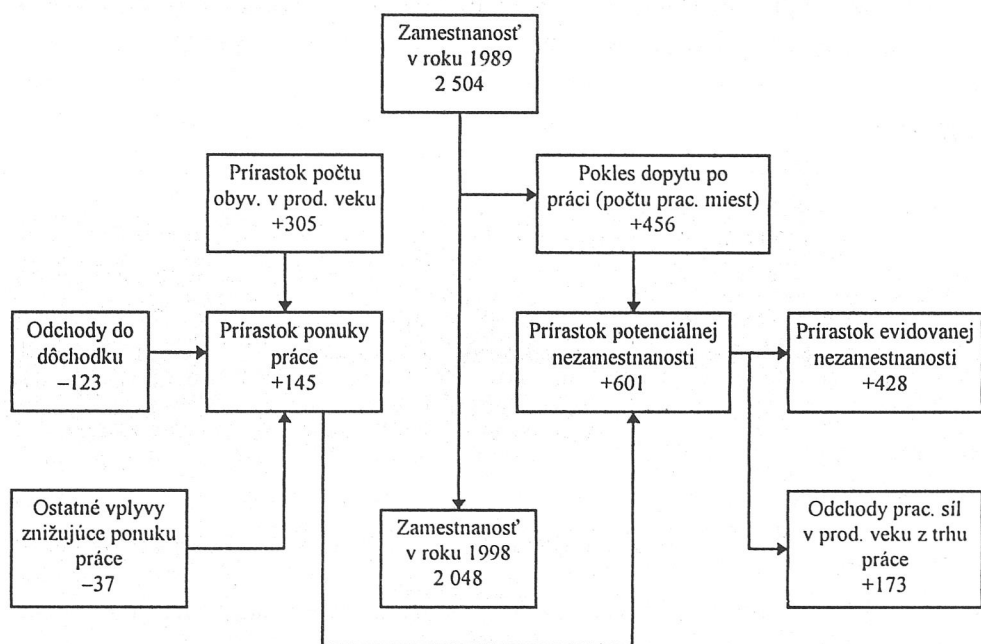 Zamestnanosť
v roku 1989
2 504
Prírastok počtu
obyv. v prod. veku
+305
Pokles dopytu po
práci (počtu prac. miest)
+456
Odchody do
dôchodku
–123
Prírastok ponuky
práce
+145
Prírastok potenciálnej
nezamestnanosti
+601
Prírastok evidovanej
nezamestnanosti
+428
Ostatné vplyvy
znižujúce ponuku
práce
–37
Zamestnanosť
v roku 1998
2 048
Odchody prac. síl
v prod. veku z trhu
práce
+173